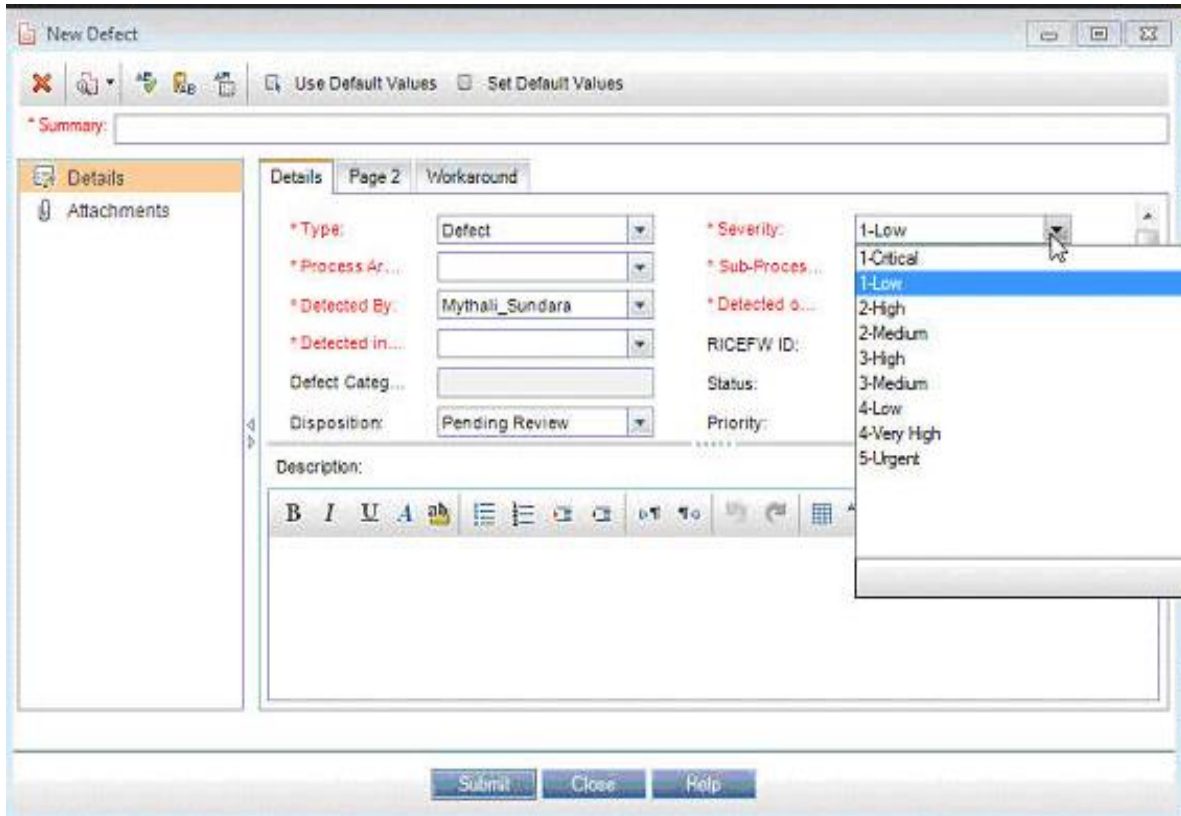 New Defect
Use Default Values Set Default Values
* Summary:
Details
Attachments
Details Page 2 Workaround
* Type: Defect * Severity: 1-Low
* Process Ar... * Sub-Proces...
* Detected By: Mythali_Sundara * Detected o...
* Detected in... RICEFW ID:
Defect Categ... Status:
Disposition: Pending Review Priority:
1-Critical
1-Low
2-High
2-Medium
3-High
3-Medium
4-Low
4-Very High
5-Urgent
Description:
B I U A ab
Submit Close Help